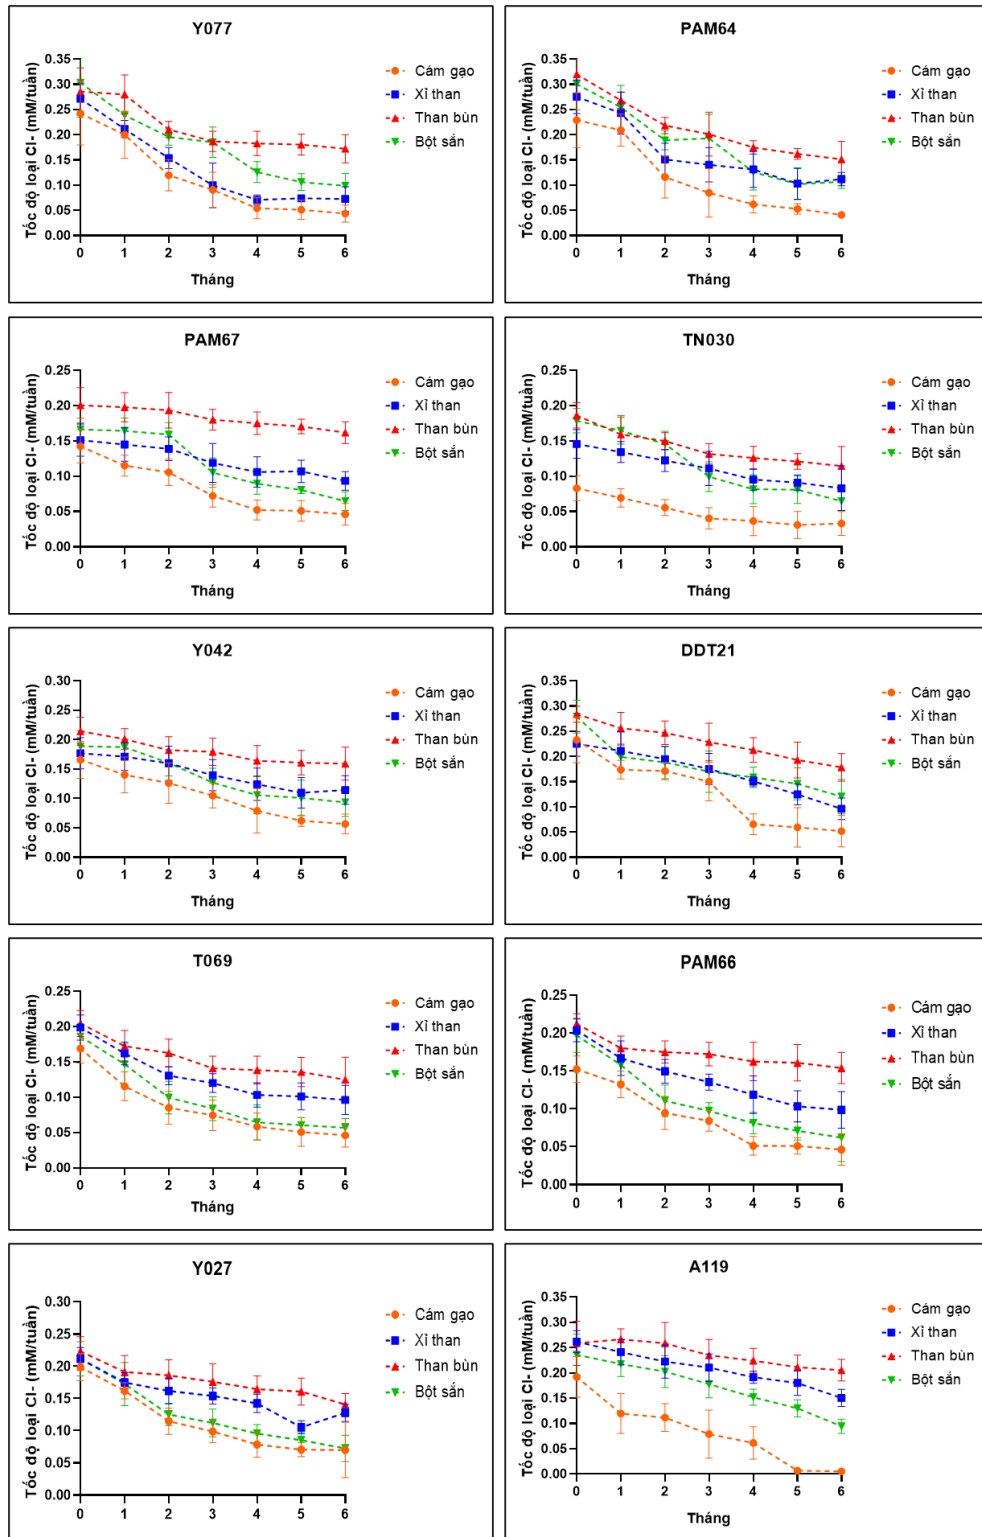 Y077
Tốc độ loại Cl- (mM/tuần)
0.35
0.30
0.25
0.20
0.15
0.10
0.05
0.00
0 1 2 3 4 5 6
Tháng
Cám gạo
Xỉ than
Than bùn
Bột sắn
PAM64
Tốc độ loại Cl- (mM/tuần)
0.35
0.30
0.25
0.20
0.15
0.10
0.05
0.00
0 1 2 3 4 5 6
Tháng
Cám gạo
Xỉ than
Than bùn
Bột sắn
PAM67
Tốc độ loại Cl- (mM/tuần)
0.25
0.20
0.15
0.10
0.05
0.00
0 1 2 3 4 5 6
Tháng
Cám gạo
Xỉ than
Than bùn
Bột sắn
TN030
Tốc độ loại Cl- (mM/tuần)
0.25
0.20
0.15
0.10
0.05
0.00
0 1 2 3 4 5 6
Tháng
Cám gạo
Xỉ than
Than bùn
Bột sắn
Y042
Tốc độ loại Cl- (mM/tuần)
0.30
0.25
0.20
0.15
0.10
0.05
0.00
0 1 2 3 4 5 6
Tháng
Cám gạo
Xỉ than
Than bùn
Bột sắn
DDT21
Tốc độ loại Cl- (mM/tuần)
0.35
0.30
0.25
0.20
0.15
0.10
0.05
0.00
0 1 2 3 4 5 6
Tháng
Cám gạo
Xỉ than
Than bùn
Bột sắn
T069
Tốc độ loại Cl- (mM/tuần)
0.25
0.20
0.15
0.10
0.05
0.00
0 1 2 3 4 5 6
Tháng
Cám gạo
Xỉ than
Than bùn
Bột sắn
PAM66
Tốc độ loại Cl- (mM/tuần)
0.25
0.20
0.15
0.10
0.05
0.00
0 1 2 3 4 5 6
Tháng
Cám gạo
Xỉ than
Than bùn
Bột sắn
Y027
Tốc độ loại Cl- (mM/tuần)
0.30
0.25
0.20
0.15
0.10
0.05
0.00
0 1 2 3 4 5 6
Tháng
Cám gạo
Xỉ than
Than bùn
Bột sắn
A119
Tốc độ loại Cl- (mM/tuần)
0.35
0.30
0.25
0.20
0.15
0.10
0.05
0.00
0 1 2 3 4 5 6
Tháng
Cám gạo
Xỉ than
Than bùn
Bột sắn